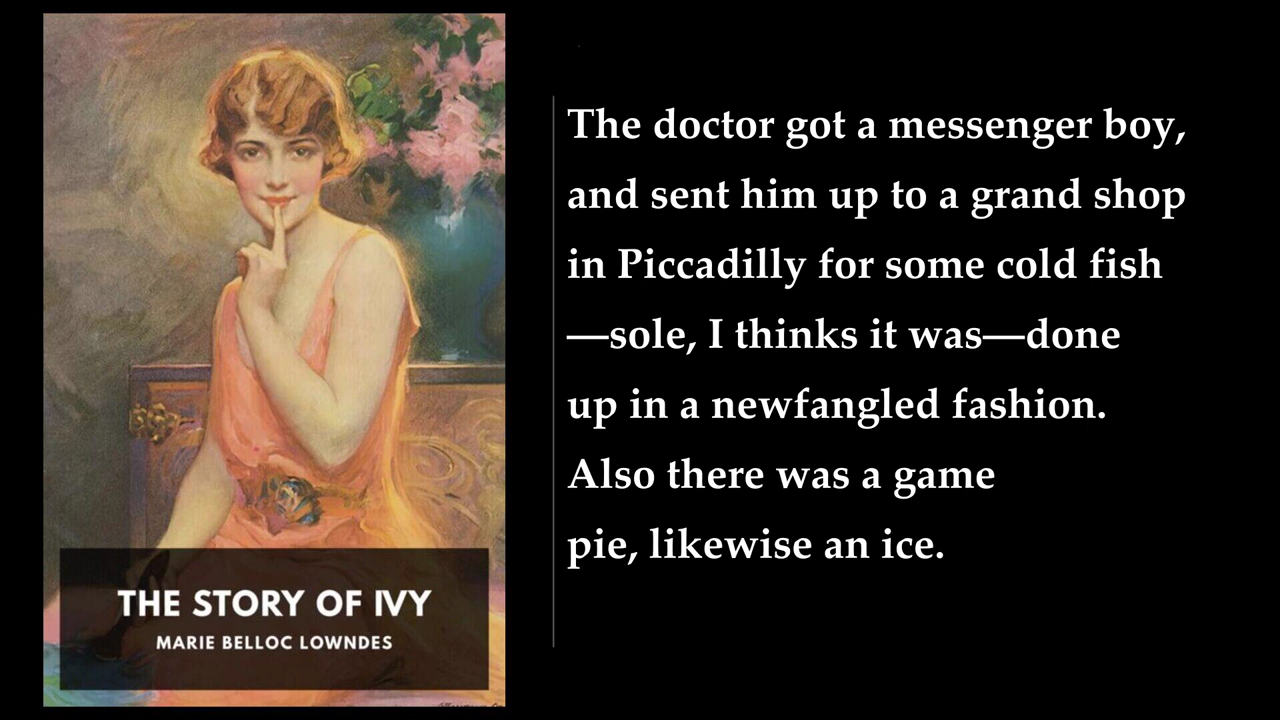 The doctor got a messenger boy,
and sent him up to a grand shop
in Piccadilly for some cold fish
—sole, I thinks it was—done
up in a newfangled fashion.
Also there was a game
pie, likewise an ice.
THE STORY OF IVY
MARIE BELLOC LOWNDES